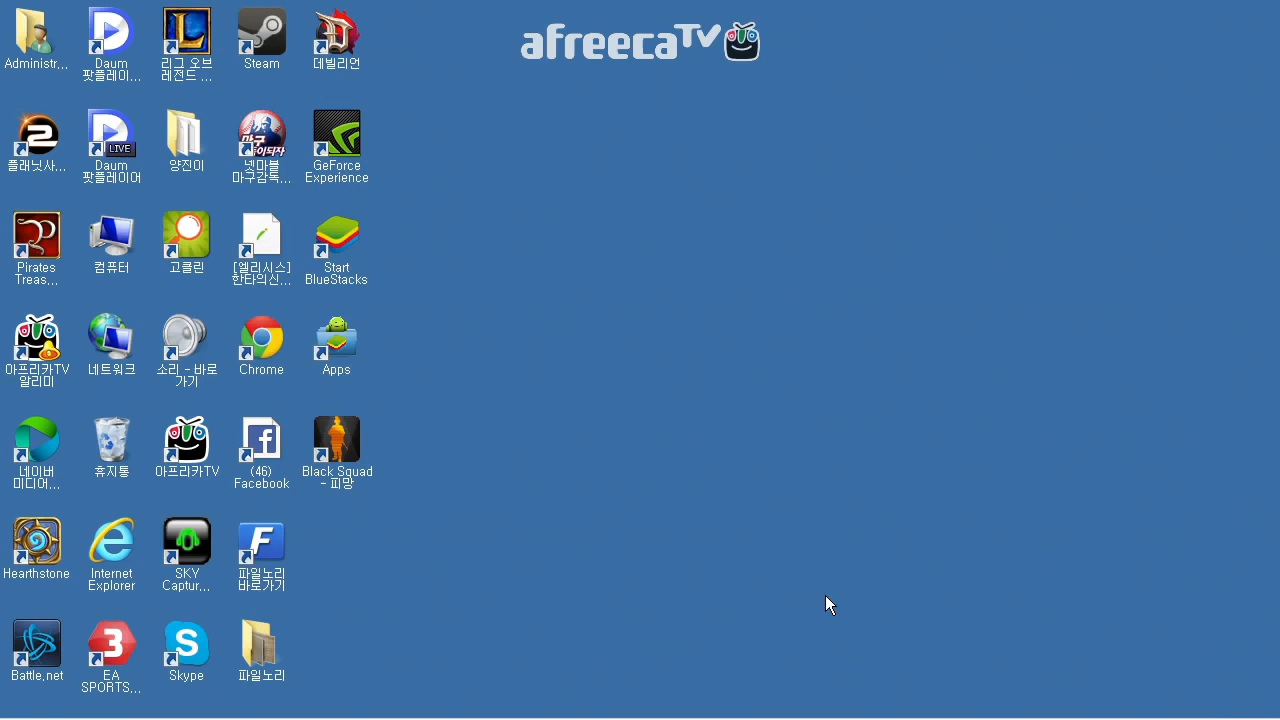 afreecaTV
Administr...
Daum
팟플레이...
리그 오브
레전드 ...
Steam
데빌리언
플래닛사...
LIVE
Daum
팟플레이어
양진이
넷마블
마구감독...
GeForce
Experience
Pirates
Treas...
컴퓨터
고클린
[엘리시스]
한타의신...
Start
BlueStacks
아프리카TV
알리미
네트워크
소리 - 바로
가기
Chrome
Apps
네이버
미디어...
휴지통
아프리카TV
(46)
Facebook
Black Squad
- 피망
Hearthstone
Internet
Explorer
SKY
Captur...
파일노리
바로가기
Battle.net
EA
SPORTS...
Skype
파일노리